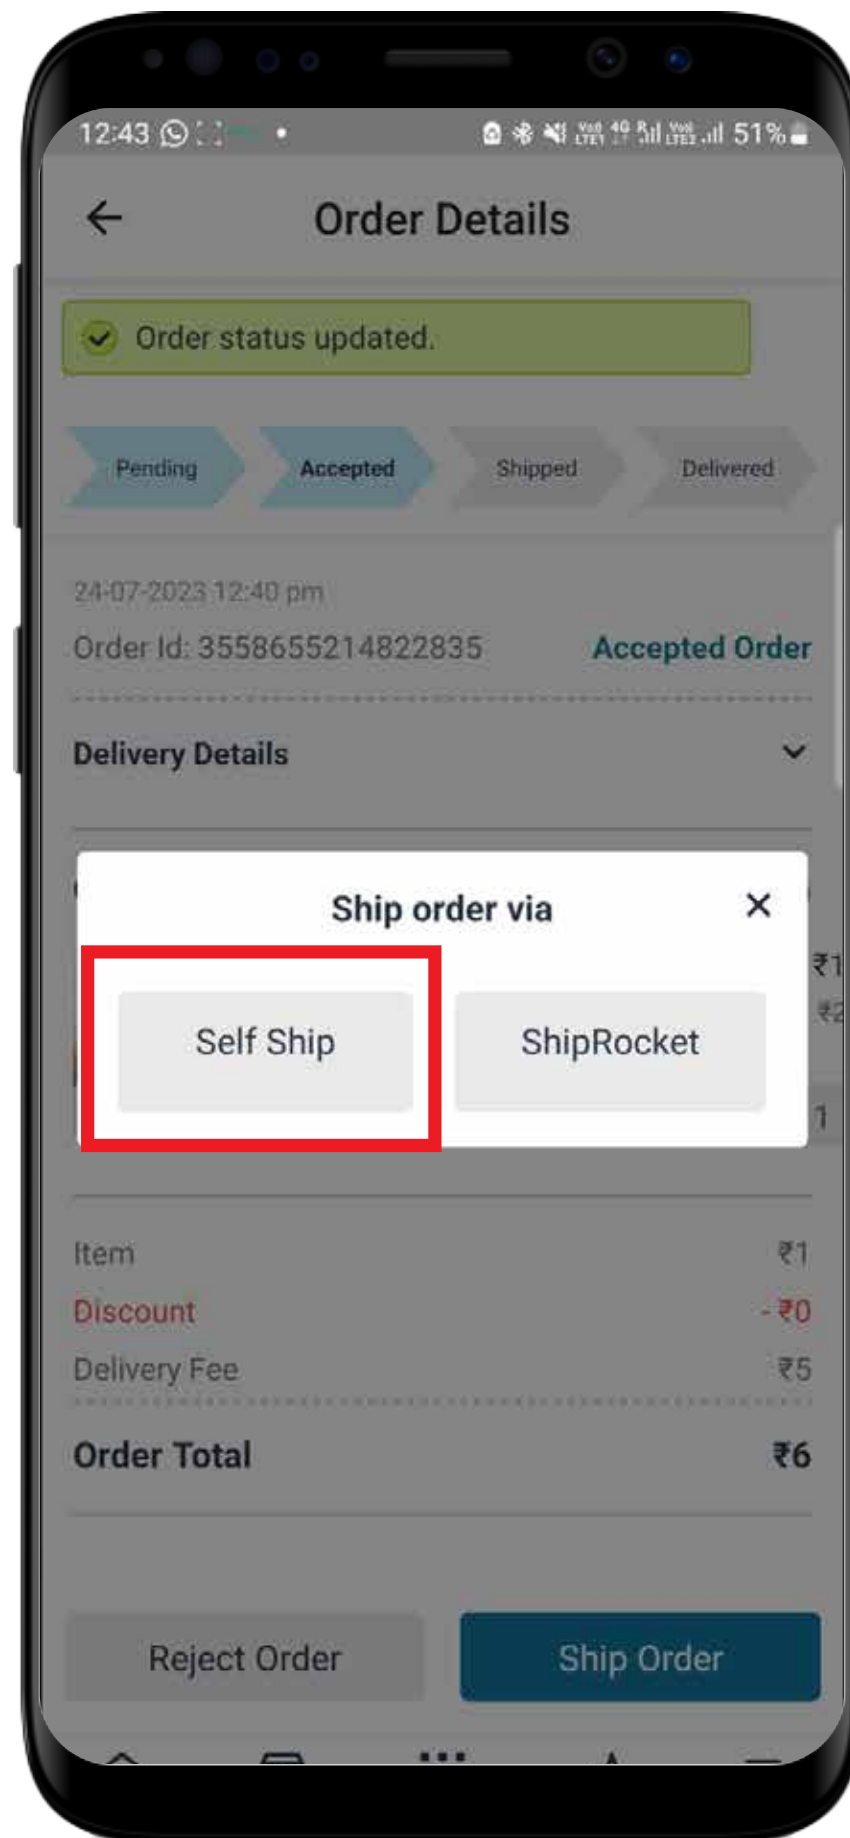 12:43 51%
Order Details
Order status updated.
Pending Accepted Shipped Delivered
24-07-2023 12:40 pm
Order Id: 3558655214822835 Accepted Order
Delivery Details
Ship order via
₹1
Self Ship ShipRocket
1
Item ₹1
Discount - ₹0
Delivery Fee ₹5
Order Total ₹6
Reject Order Ship Order